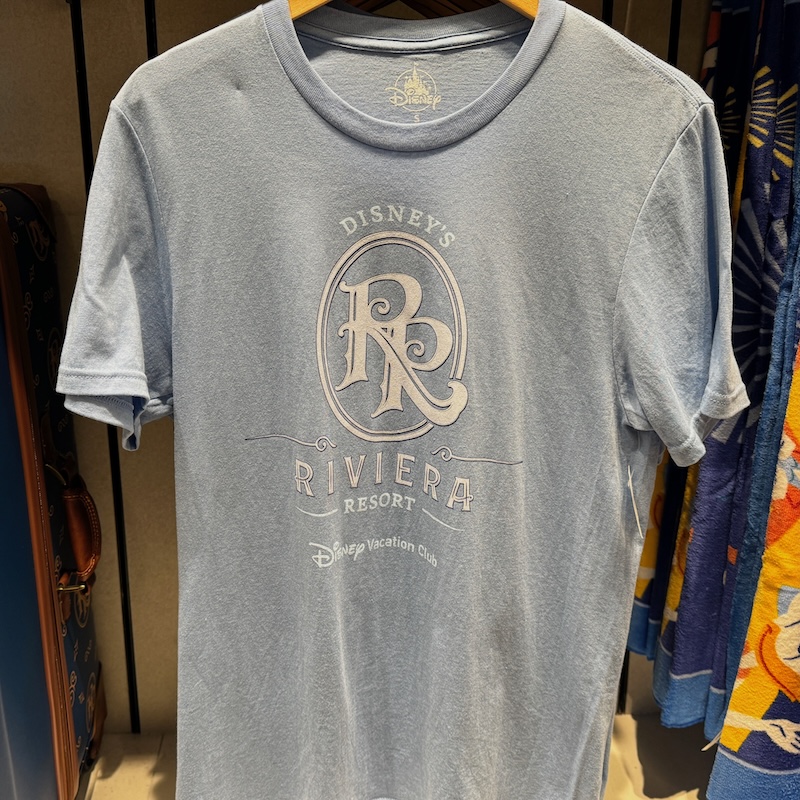 Disney
S
DISNEY'S
RR
RIVIERA
RESORT
Disney Vacation Club